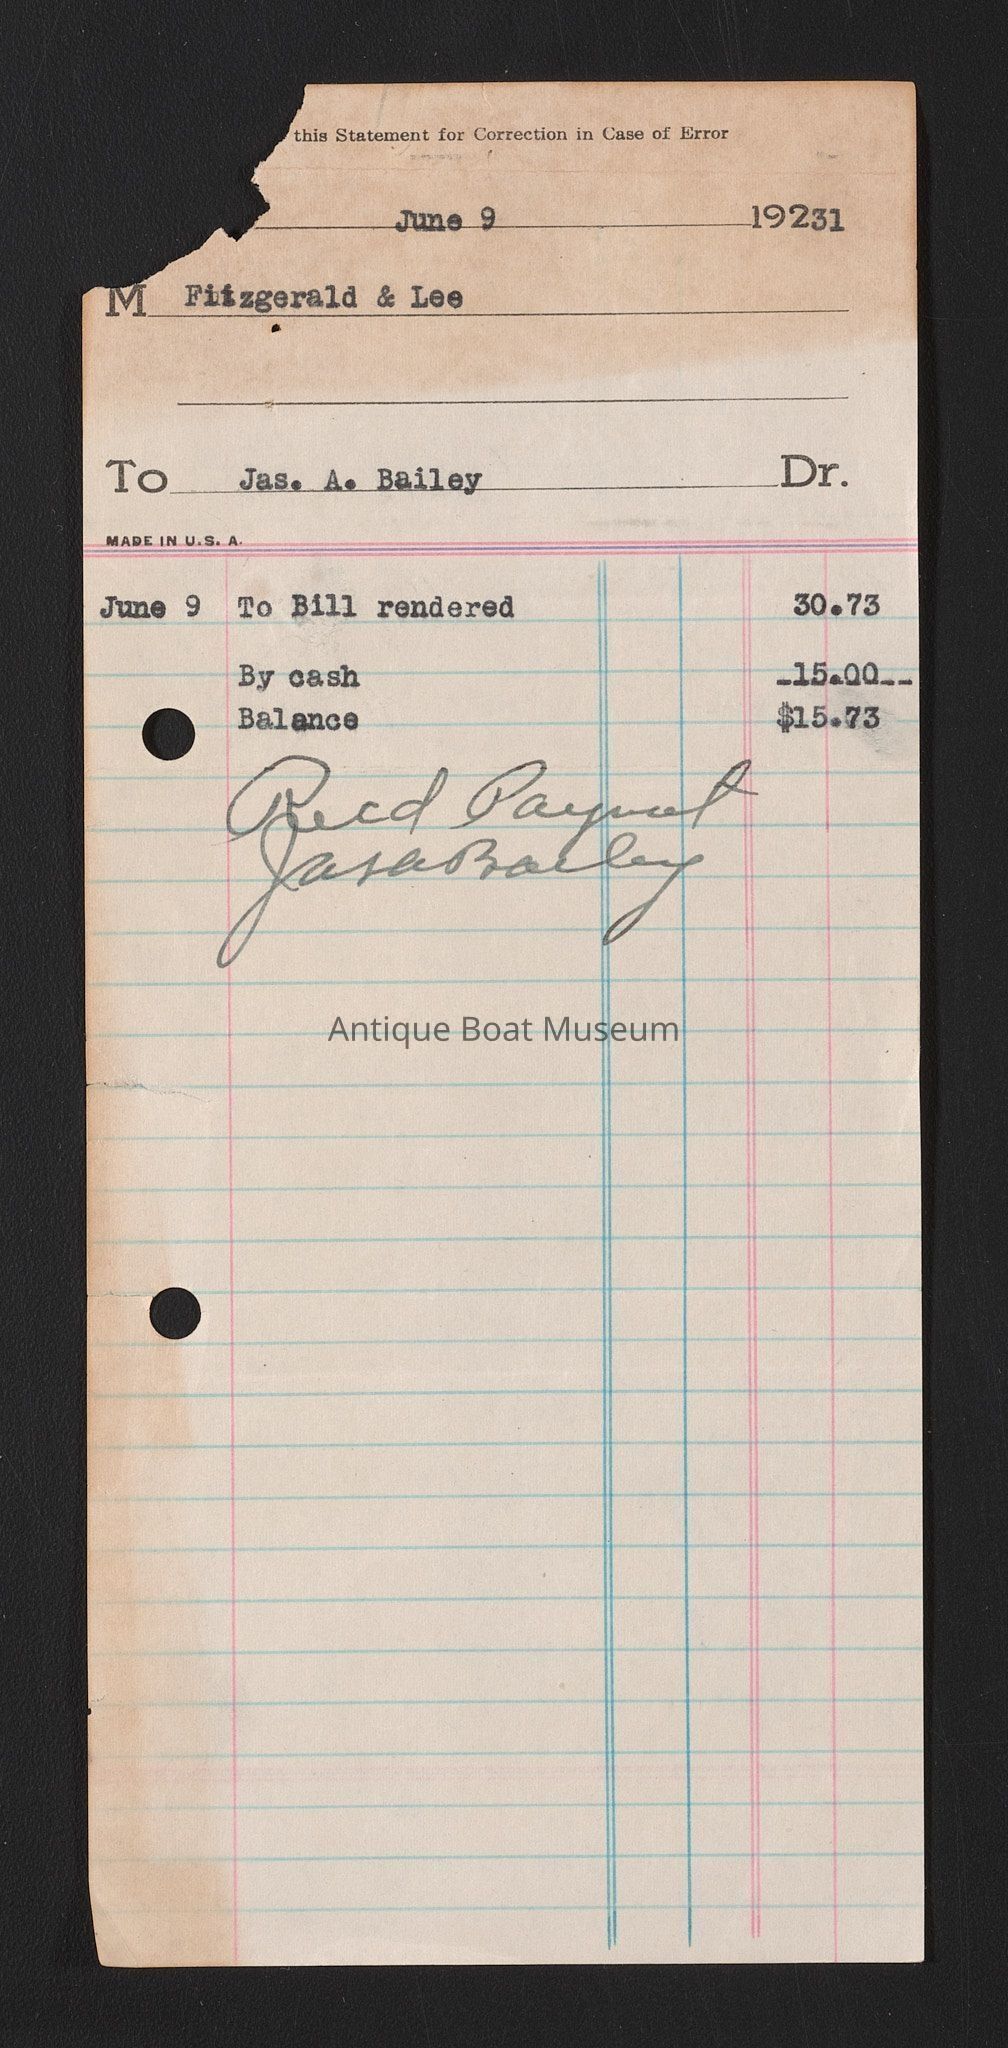 this Statement for Correction in Case of Error
June 9 19231
M Fitzgerald & Lee
To Jas. A. Bailey Dr.
MADE IN U.S. A.
June 9 To Bill rendered 30.73
By cash 15.00
Balance $15.73
Recd Paymet
Jas A Bailey
Antique Boat Museum